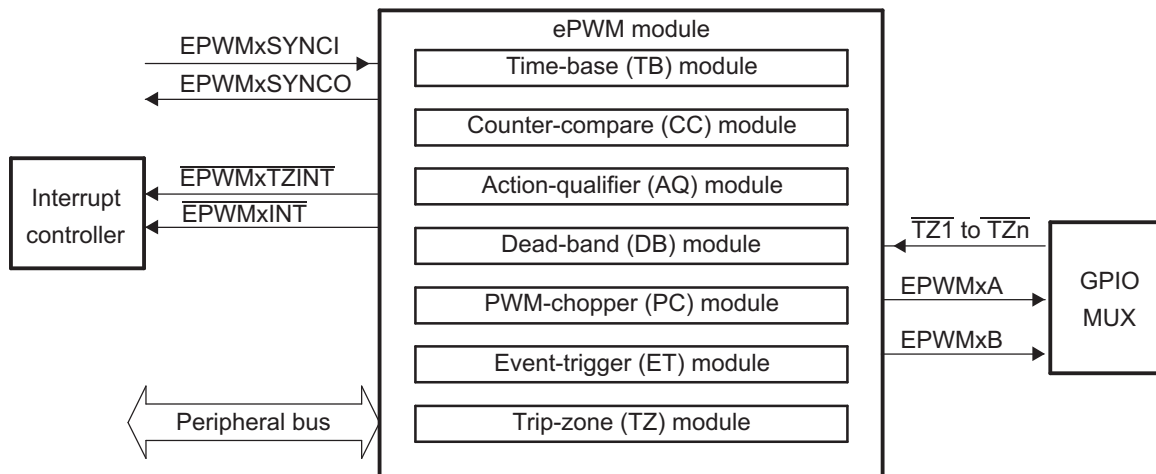 ePWM module
EPWMxSYNCI
Time-base (TB) module
EPWMxSYNCO
Counter-compare (CC) module
EPWMxTZINT
Action-qualifier (AQ) module
Interrupt
controller
EPWMxINT
TZ1 to TZn
Dead-band (DB) module
EPWMxA
GPIO
MUX
PWM-chopper (PC) module
EPWMxB
Event-trigger (ET) module
Peripheral bus
Trip-zone (TZ) module